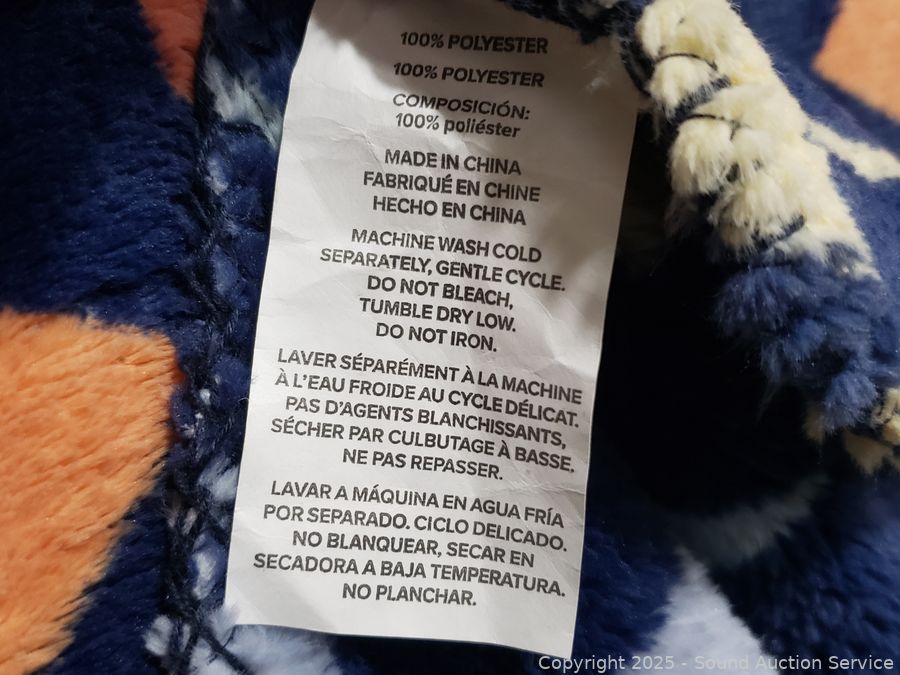 100% POLYESTER
100% POLYESTER
COMPOSICIÓN:
100% poliéster
MADE IN CHINA
FABRIQUÉ EN CHINE
HECHO EN CHINA
MACHINE WASH COLD
SEPARATELY, GENTLE CYCLE.
DO NOT BLEACH,
TUMBLE DRY LOW.
DO NOT IRON.
LAVER SÉPARÉMENT À LA MACHINE
À L'EAU FROIDE AU CYCLE DÉLICAT.
PAS D'AGENTS BLANCHISSANTS,
SÉCHER PAR CULBUTAGE À BASSE.
NE PAS REPASSER.
LAVAR A MÁQUINA EN AGUA FRÍA
POR SEPARADO. CICLO DELICADO.
NO BLANQUEAR, SECAR EN
SECADORA A BAJA TEMPERATURA.
NO PLANCHAR.
Copyright 2025 - Sound Auction Service